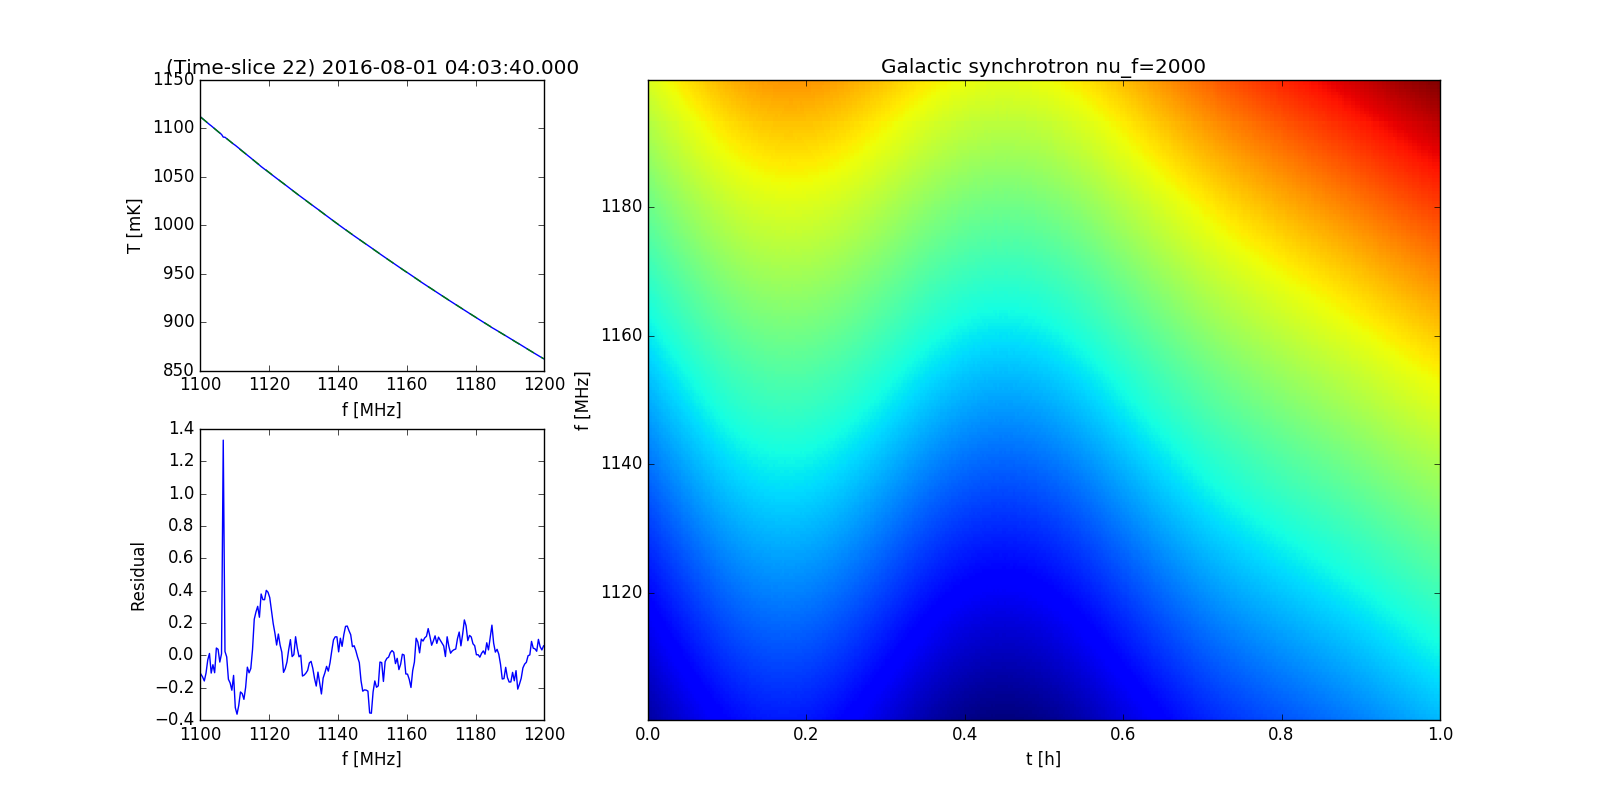 (Time-slice 22) 2016-08-01 04:03:40.000
1150
1100
1050
1000
950
900
850
T [mK]
1100 1120 1140 1160 1180 1200
f [MHz]
1.4
1.2
1.0
0.8
0.6
0.4
0.2
0.0
−0.2
−0.4
Residual
1100 1120 1140 1160 1180 1200
f [MHz]
Galactic synchrotron nu_f=2000
1180
1160
1140
1120
f [MHz]
0.0 0.2 0.4 0.6 0.8 1.0
t [h]